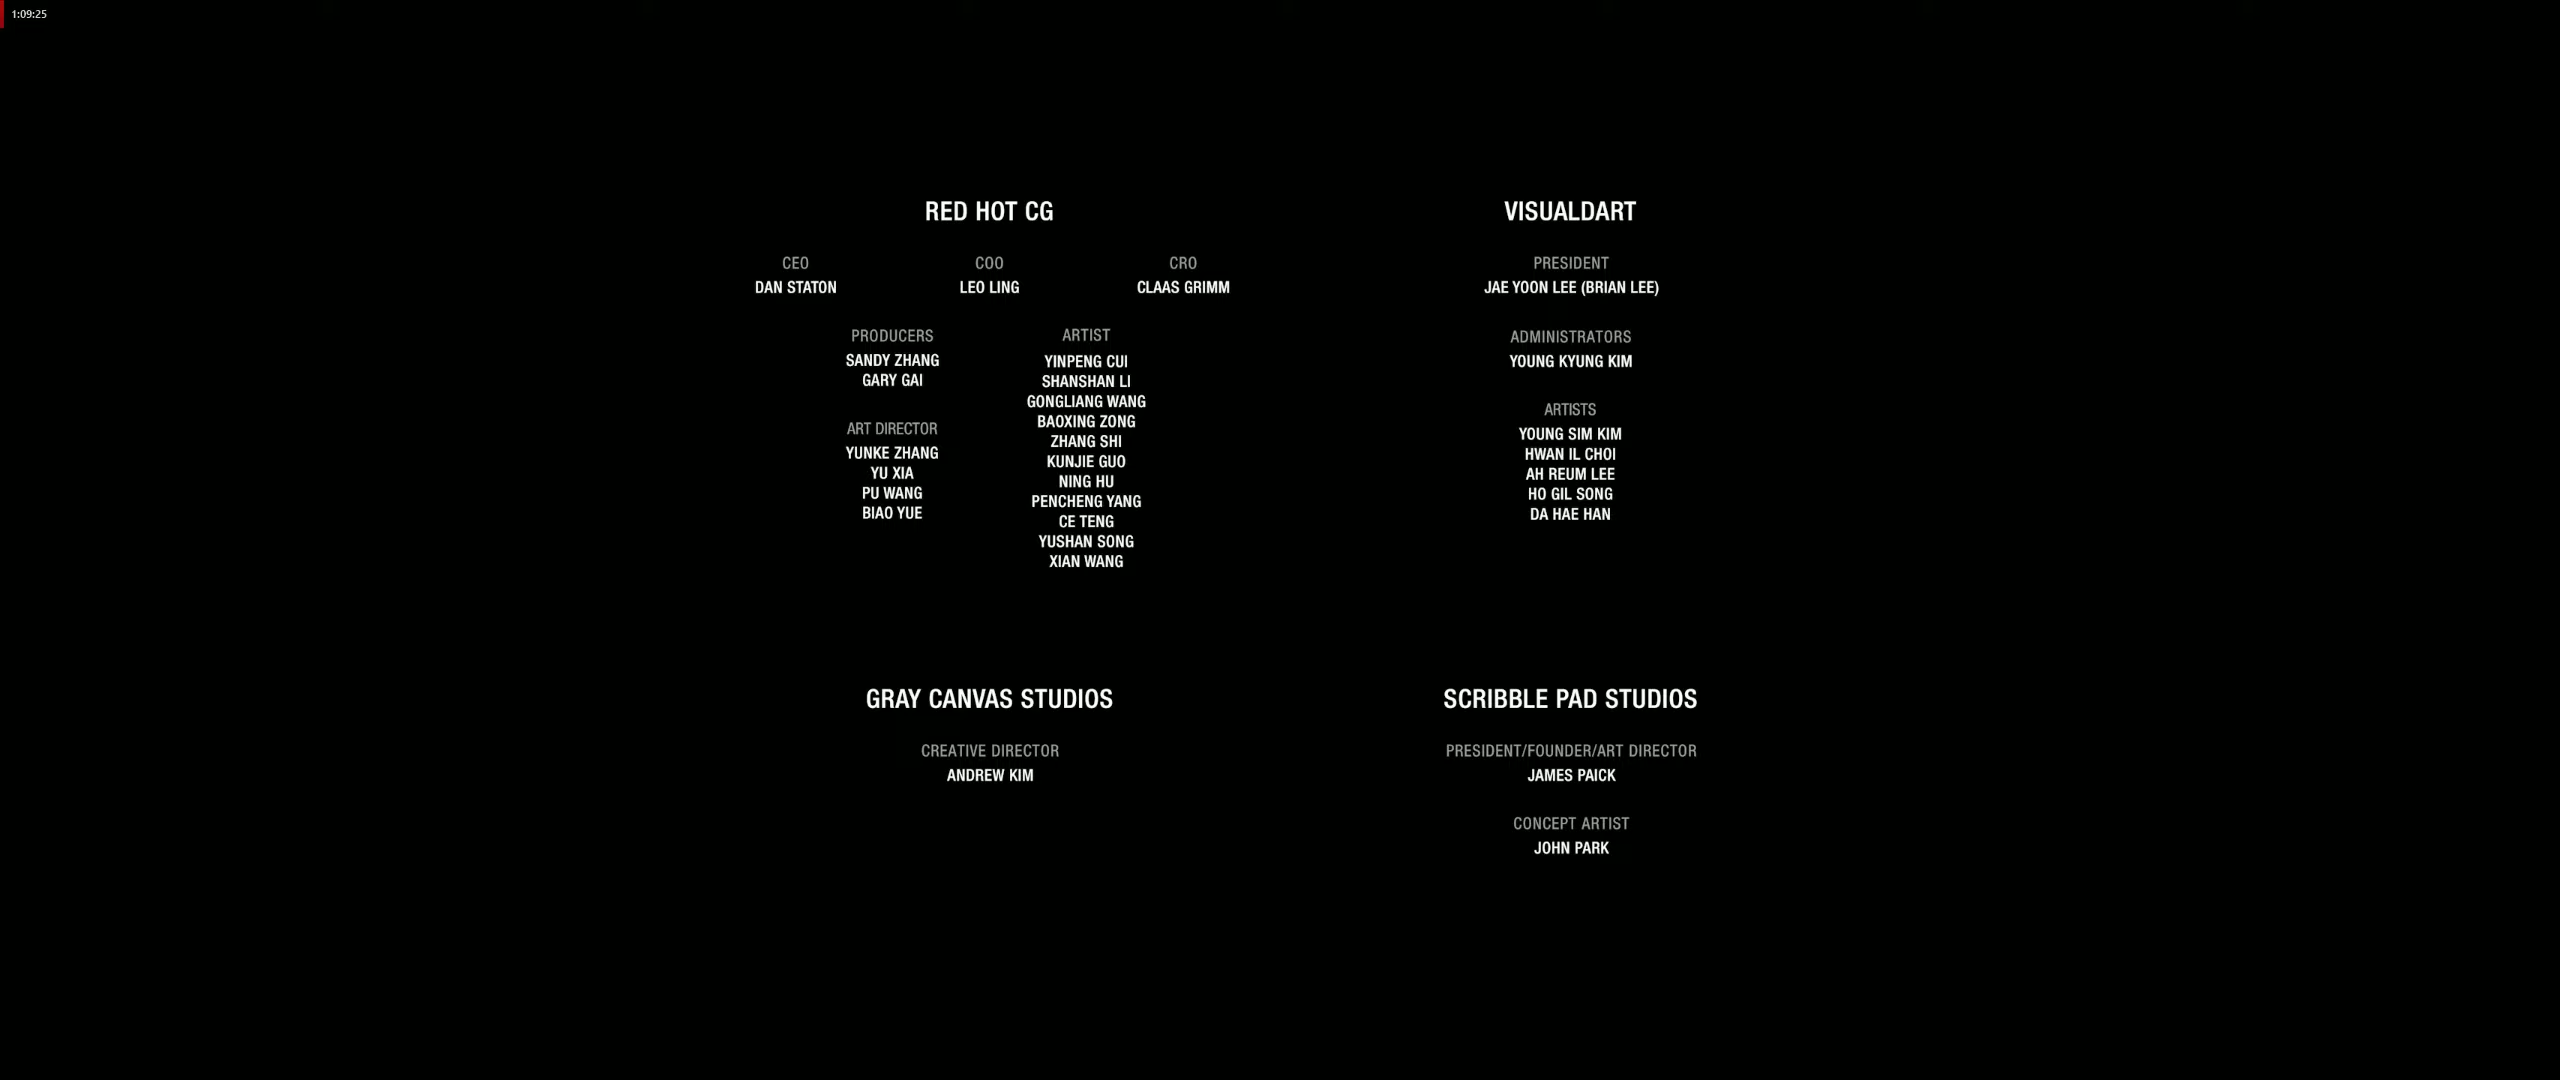 1:09:25
RED HOT CG
CEO
DAN STATON
COO
LEO LING
CRO
CLAAS GRIMM
PRODUCERS
SANDY ZHANG
GARY GAI
ART DIRECTOR
YUNKE ZHANG
YU XIA
PU WANG
BIAO YUE
ARTIST
YINPENG CUI
SHANSHAN LI
GONGLIANG WANG
BAOXING ZONG
ZHANG SHI
KUNJIE GUO
NING HU
PENCHENG YANG
CE TENG
YUSHAN SONG
XIAN WANG
VISUALDART
PRESIDENT
JAE YOON LEE (BRIAN LEE)
ADMINISTRATORS
YOUNG KYUNG KIM
ARTISTS
YOUNG SIM KIM
HWAN IL CHOI
AH REUM LEE
HO GIL SONG
DA HAE HAN
GRAY CANVAS STUDIOS
CREATIVE DIRECTOR
ANDREW KIM
SCRIBBLE PAD STUDIOS
PRESIDENT/FOUNDER/ART DIRECTOR
JAMES PAICK
CONCEPT ARTIST
JOHN PARK